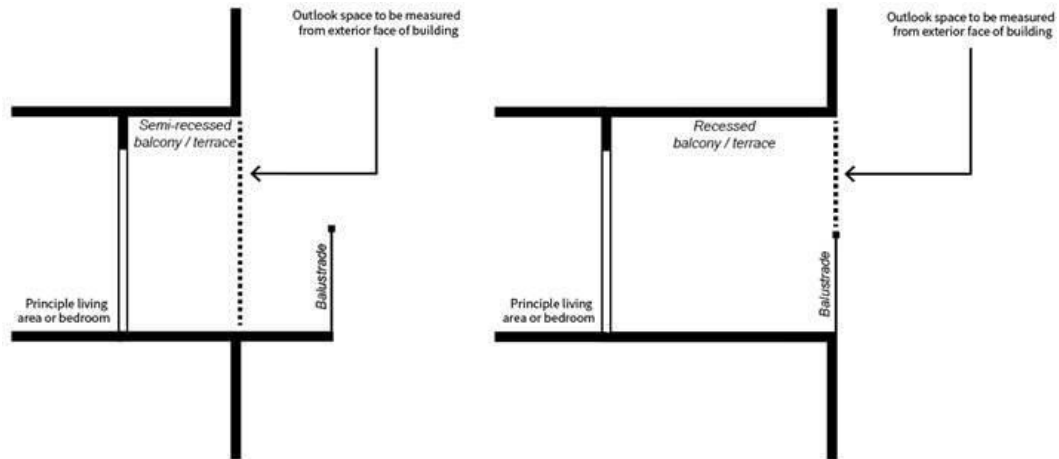 Outlook space to be measured
from exterior face of building
Semi-recessed
balcony / terrace
Balustrade
Principle living
area or bedroom
Outlook space to be measured
from exterior face of building
Recessed
balcony / terrace
Balustrade
Principle living
area or bedroom